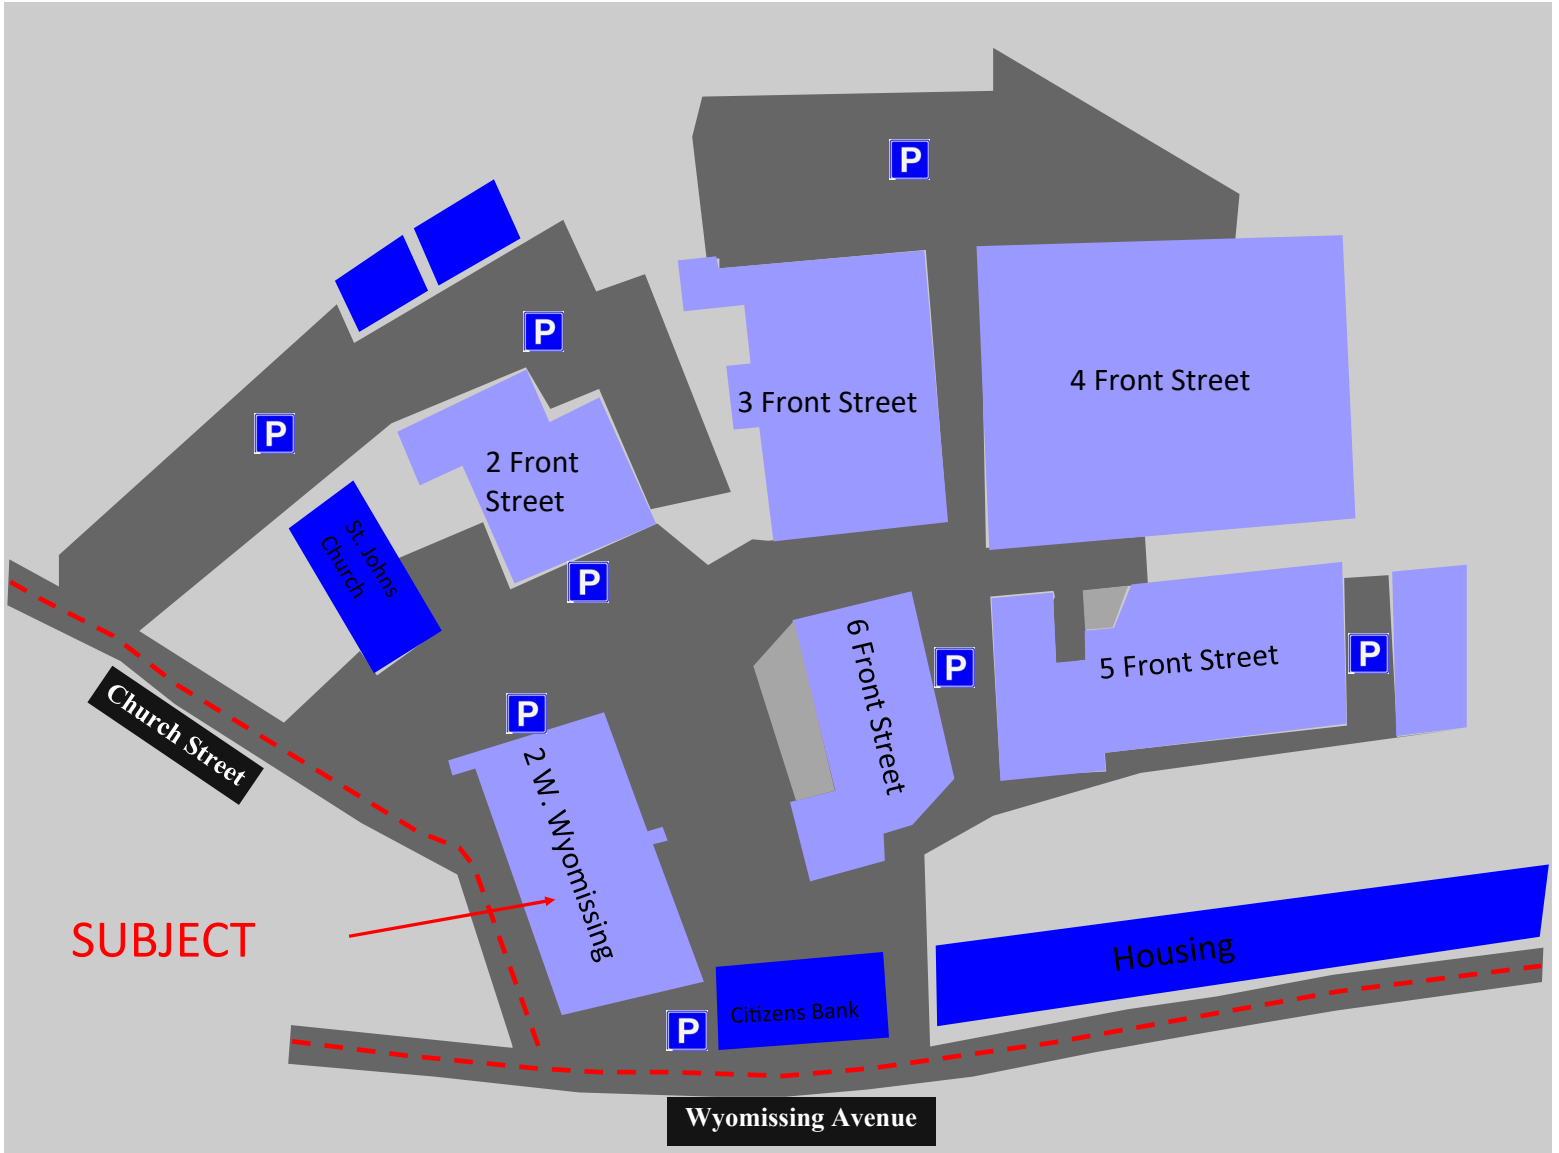 P
P
P
3 Front Street
4 Front Street
2 Front
Street
St. Johns
Church
P
6 Front Street
P
5 Front Street
P
Church Street
P
2 W. Wyomissing
SUBJECT
Housing
Citizens Bank
P
Wyomissing Avenue